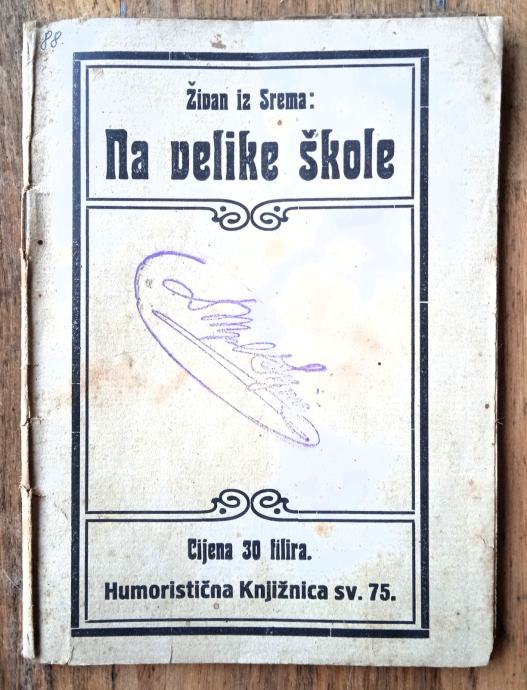 88.
Živan iz Srema:
Na velike škole
Cijena 30 filira.
Humoristična Knjižnica sv. 75.